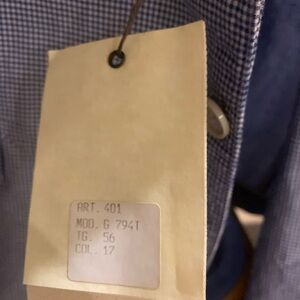 ART. 401
MOD. G 794T
TG. 56
COL. 17